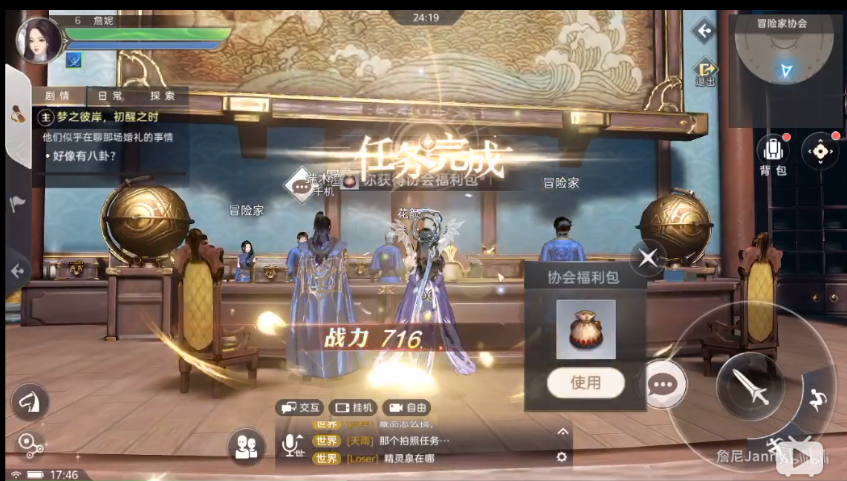 6 詹妮
24:19
冒险家协会
退出
剧情 日常 探索
主 梦之彼岸,初醒之时
他们似乎在聊那场婚礼的事情
好像有八卦?
任务完成
你获得协会福利包
背包
冒险家
冒险家
协会福利包
使用
战力 716
交互 挂机 自由
世界 [天雨] 那个拍照任务…
世界 [Loser] 精灵泉在哪
世
17:46
詹尼Janny
bilibili